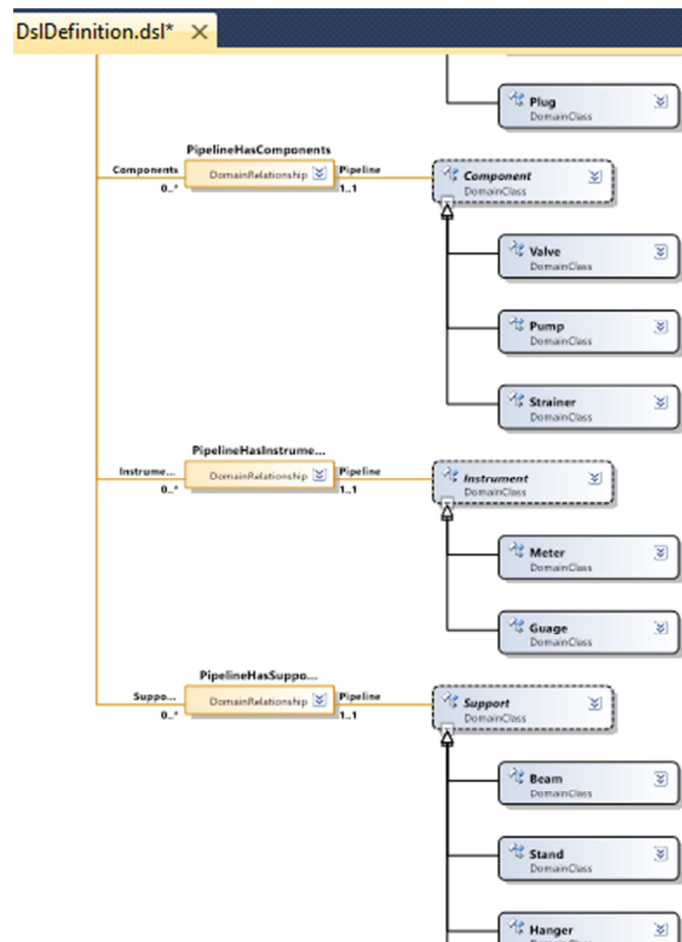 DslDefinition.dsl* ×
Plug
DomainClass
PipelineHasComponents
Components
0..*
DomainRelationship
Pipeline
1..1
Component
DomainClass
Valve
DomainClass
Pump
DomainClass
Strainer
DomainClass
PipelineHasInstrume...
Instrume...
0..*
DomainRelationship
Pipeline
1..1
Instrument
DomainClass
Meter
DomainClass
Guage
DomainClass
PipelineHasSuppo...
Suppo...
0..*
DomainRelationship
Pipeline
1..1
Support
DomainClass
Beam
DomainClass
Stand
DomainClass
Hanger
DomainClass